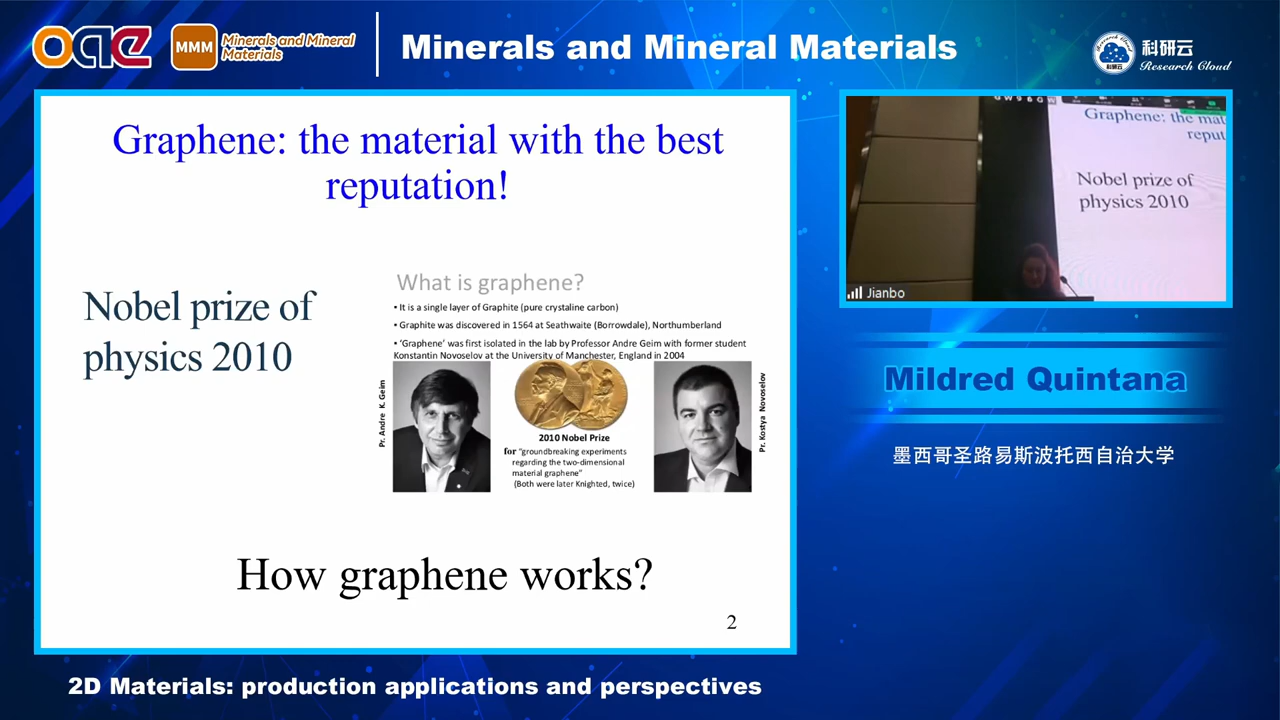 oae
MMM
Minerals and Mineral
Materials
Minerals and Mineral Materials
Research Cloud
科研云
科研云
Research Cloud
Graphene: the material with the best
reputation!
Nobel prize of
physics 2010
What is graphene?
• It is a single layer of Graphite (pure crystaline carbon)
• Graphite was discovered in 1564 at Seathwaite (Borrowdale), Northumberland
• ‘Graphene’ was first isolated in the lab by Professor Andre Geim with former student
Konstantin Novoselov at the University of Manchester, England in 2004
Pr. Andre K. Geim
2010 Nobel Prize
for “groundbreaking experiments
regarding the two-dimensional
material graphene”
(Both were later Knighted, twice)
Pr. Kostya Novoselov
How graphene works?
2
Graphene: the mat
reput
Nobel prize of
physics 2010
Jianbo
Mildred Quintana
墨西哥圣路易斯波托西自治大学
2D Materials: production applications and perspectives